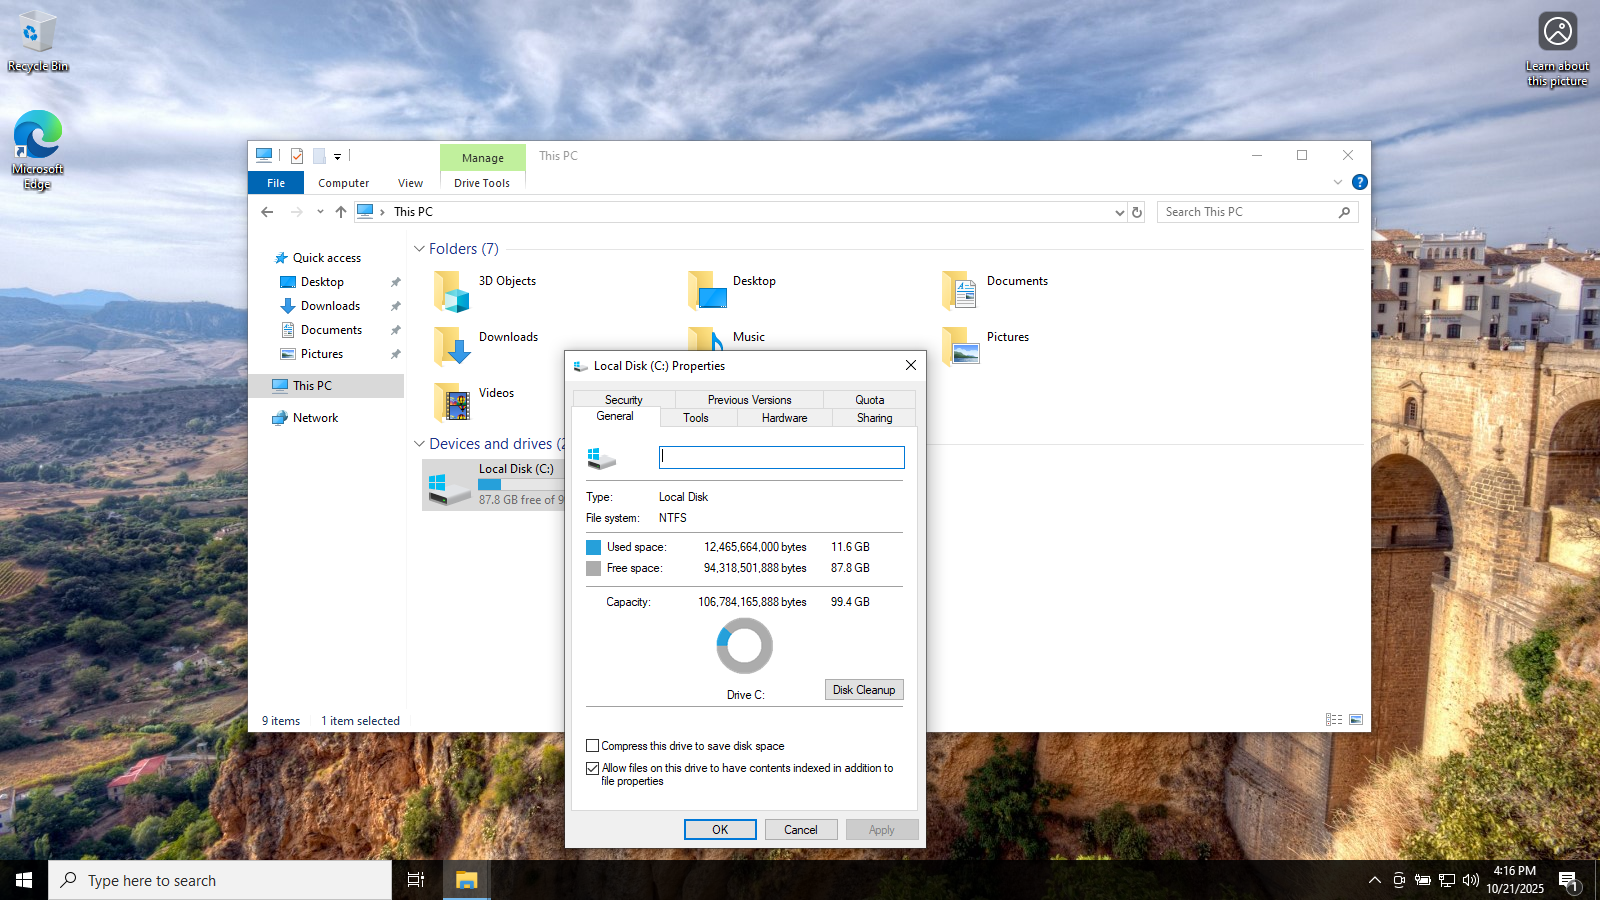 Recycle Bin
Microsoft
Edge
Learn about
this picture
Manage
This PC
File
Computer
View
Drive Tools
This PC
Search This PC
Quick access
Desktop
Downloads
Documents
Pictures
This PC
Network
Folders (7)
3D Objects
Desktop
Documents
Downloads
Music
Pictures
Videos
Devices and drives (2
Local Disk (C:)
87.8 GB free of 9
9 items
1 item selected
Local Disk (C:) Properties
Security
Previous Versions
Quota
General
Tools
Hardware
Sharing
Type: Local Disk
File system: NTFS
Used space: 12,465,664,000 bytes 11.6 GB
Free space: 94,318,501,888 bytes 87.8 GB
Capacity: 106,784,165,888 bytes 99.4 GB
Drive C:
Disk Cleanup
Compress this drive to save disk space
Allow files on this drive to have contents indexed in addition to
file properties
OK
Cancel
Apply
Type here to search
4:16 PM
10/21/2025
1